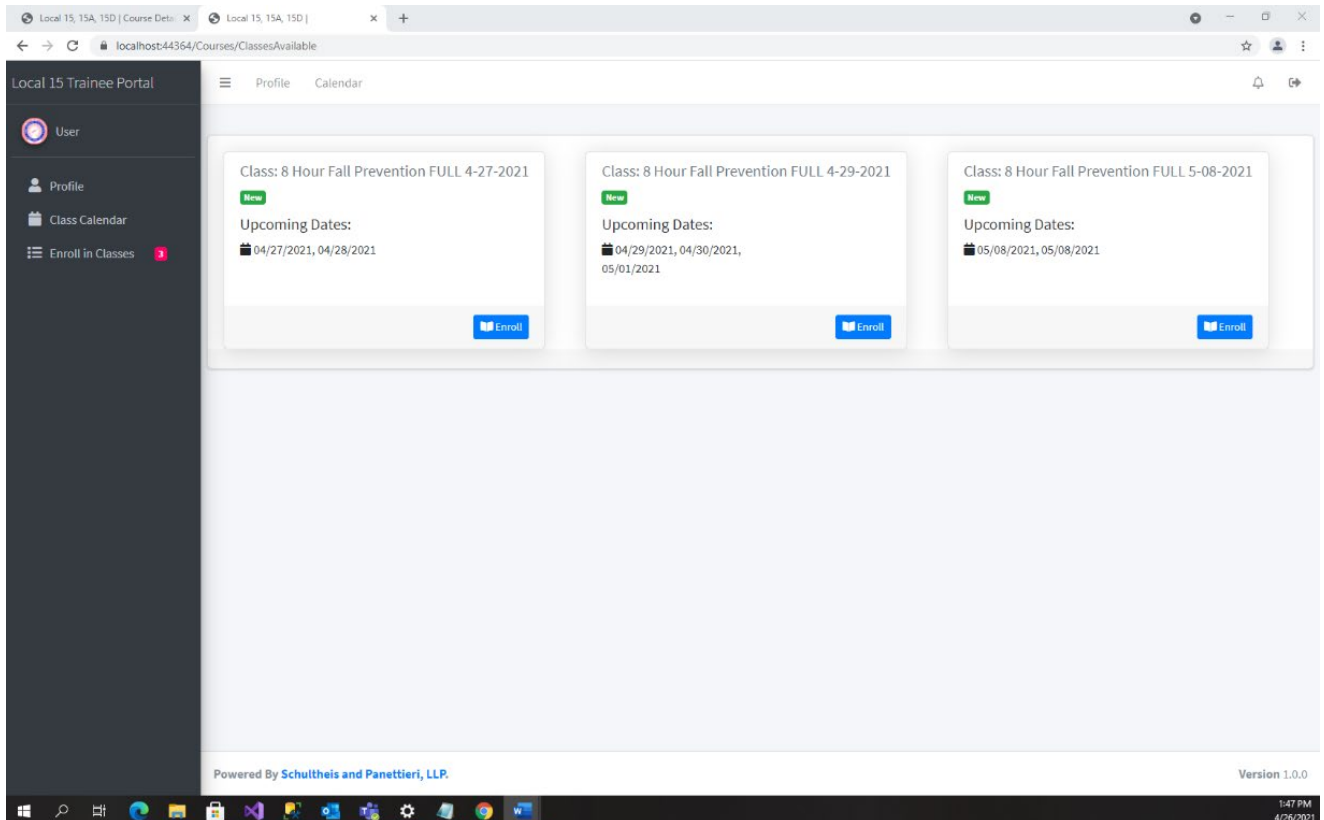 Local 15, 15A, 15D | Course Deta
Local 15, 15A, 15D |
localhost:44364/Courses/ClassesAvailable
Local 15 Trainee Portal
Profile Calendar
User
Profile
Class Calendar
Enroll in Classes 3
Class: 8 Hour Fall Prevention FULL 4-27-2021
New
Upcoming Dates:
04/27/2021, 04/28/2021
Enroll
Class: 8 Hour Fall Prevention FULL 4-29-2021
New
Upcoming Dates:
04/29/2021, 04/30/2021,
05/01/2021
Enroll
Class: 8 Hour Fall Prevention FULL 5-08-2021
New
Upcoming Dates:
05/08/2021, 05/08/2021
Enroll
Powered By Schultheis and Panettieri, LLP.
Version 1.0.0
1:47 PM
4/26/2021